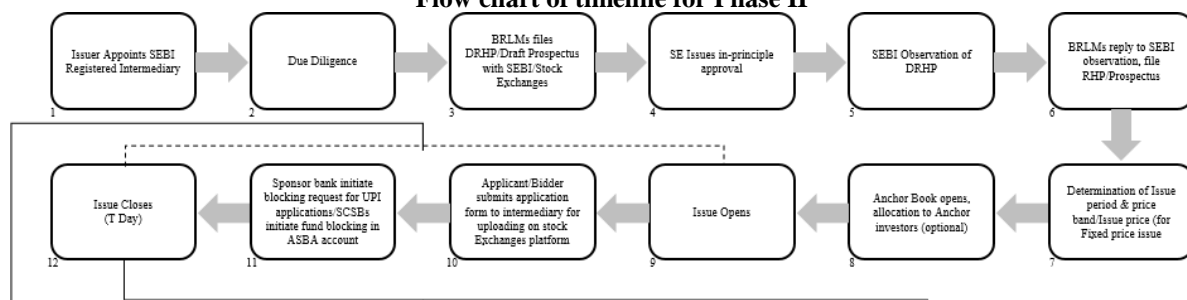 Flow chart of timeline for Phase II
Issuer Appoints SEBI
Registered Intermediary
1
Due Diligence
2
BRLMs files
DRHP/Draft Prospectus
with SEBI/Stock
Exchanges
3
SE Issues in-principle
approval
4
SEBI Observation of
DRHP
5
BRLMs reply to SEBI
observation, file
RHP/Prospectus
6
Determination of Issue
period & price
band/Issue price (for
Fixed price issue
7
Anchor Book opens,
allocation to Anchor
investors (optional)
8
Issue Opens
9
Applicant/Bidder
submits application
form to intermediary for
uploading on stock
Exchanges platform
10
Sponsor bank initiate
blocking request for UPI
applications/SCSBs
initiate fund blocking in
ASBA account
11
Issue Closes
(T Day)
12